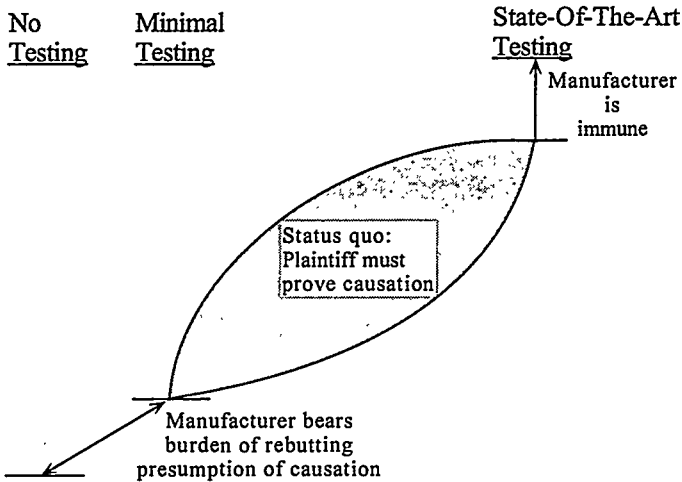 No
Testing
Minimal
Testing
State-Of-The-Art
Testing
Manufacturer
is
immune
Status quo:
Plaintiff must
prove causation
Manufacturer bears
burden of rebutting
presumption of causation